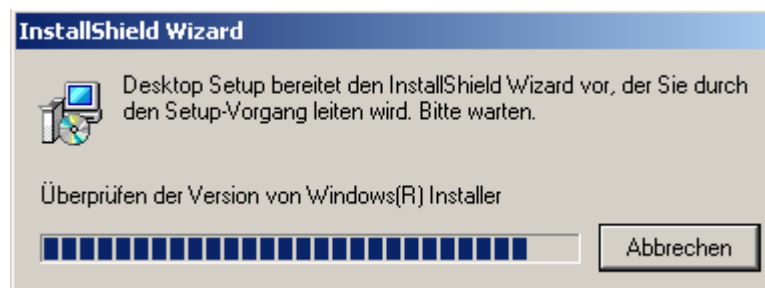 InstallShield Wizard
Desktop Setup bereitet den InstallShield Wizard vor, der Sie durch
den Setup-Vorgang leiten wird. Bitte warten.
Überprüfen der Version von Windows(R) Installer
Abbrechen